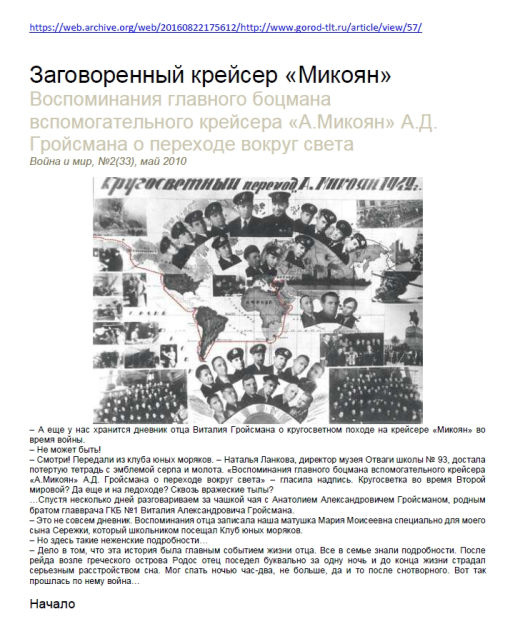 https://web.archive.org/web/20160822175612/http://www.gorod-tlt.ru/article/view/57/
Заговоренный крейсер «Микоян»
Воспоминания главного боцмана
вспомогательного крейсера «А.Микоян» А.Д.
Гройсмана о переходе вокруг света
Война и мир, №2(33), май 2010
Кругосветный переход А. Микоян 1942г.
– А еще у нас хранится дневник отца Виталия Гройсмана о кругосветном походе на крейсере «Микоян» во
время войны.
– Не может быть!
– Смотри! Передали из клуба юных моряков. – Наталья Ланкова, директор музея Отваги школы № 93, достала
потертую тетрадь с эмблемой серпа и молота. «Воспоминания главного боцмана вспомогательного крейсера
«А.Микоян» А.Д. Гройсмана о переходе вокруг света» – гласила надпись. Кругосветка во время Второй
мировой? Да еще и на ледоходе? Сквозь вражеские тылы?
…Спустя несколько дней разговариваем за чашкой чая с Анатолием Александровичем Гройсманом, родным
братом главврача ГКБ №1 Виталия Александровича Гройсмана.
– Это не совсем дневник. Воспоминания отца записала наша матушка Мария Моисеевна специально для моего
сына Сережки, который школьником посещал Клуб юных моряков.
– Но здесь такие неженские подробности…
– Дело в том, что эта история была главным событием жизни отца. Все в семье знали подробности. После
рейда возле греческого острова Родос отец поседел буквально за одну ночь и до конца жизни страдал
серьезным расстройством сна. Мог спать ночью час-два, не больше, да и то после снотворного. Вот так
прошлась по нему война…
Начало